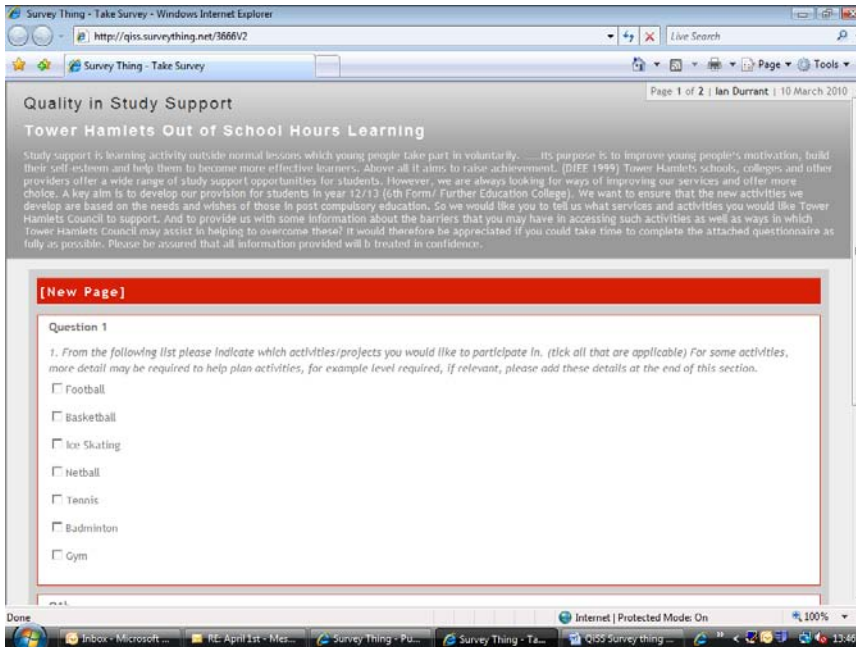 Survey Thing - Take Survey - Windows Internet Explorer
http://qiss.surveything.net/3666V2
Live Search
Survey Thing - Take Survey
Page
Tools
Page 1 of 2 | Ian Durrant | 10 March 2010
Quality in Study Support
Tower Hamlets Out of School Hours Learning
Study support is learning activity outside normal lessons which young people take part in voluntarily. .....Its purpose is to improve young people's motivation, build
their self-esteem and help them to become more effective learners. Above all it aims to raise achievement. (DfEE 1999) Tower Hamlets schools, colleges and other
providers offer a wide range of study support opportunities for students. However, we are always looking for ways of improving our services and offer more
choice. A key aim is to develop our provision for students in year 12/13 (6th Form/ Further Education College). We want to ensure that the new activities we
develop are based on the needs and wishes of those in post compulsory education. So we would like you to tell us what services and activities you would like Tower
Hamlets Council to support. And to provide us with some information about the barriers that you may have in accessing such activities as well as ways in which
Tower Hamlets Council may assist in helping to overcome these? It would therefore be appreciated if you could take time to complete the attached questionnaire as
fully as possible. Please be assured that all information provided will b treated in confidence.
[New Page]
Question 1
1. From the following list please indicate which activities/projects you would like to participate in. (tick all that are applicable) For some activities,
more detail may be required to help plan activities, for example level required, if relevant, please add these details at the end of this section.
Football
Basketball
Ice Skating
Netball
Tennis
Badminton
Gym
Done
Internet | Protected Mode: On
100%
Inbox - Microsoft ...
RE: April 1st - Mes...
Survey Thing - Pu...
Survey Thing - Ta...
QiSS Survey thing ...
13:46